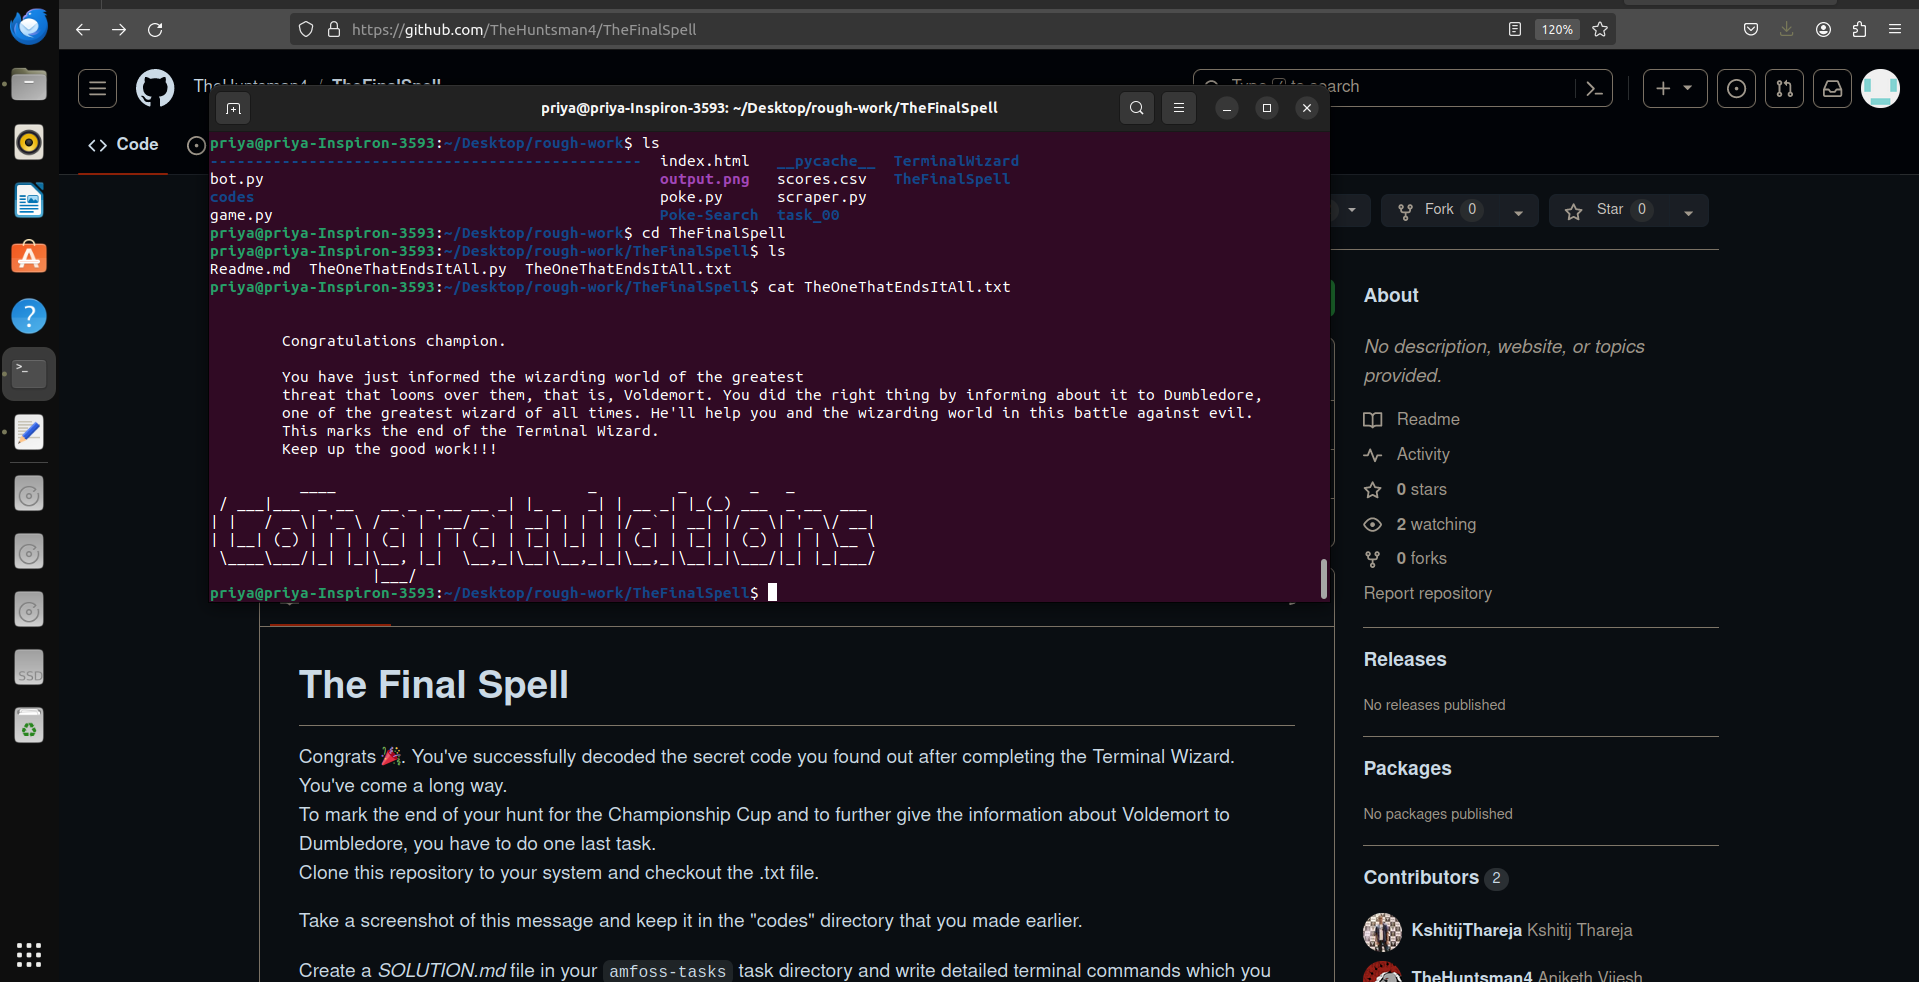 https://github.com/TheHuntsman4/TheFinalSpell
120%
TheHuntsman4 / TheFinalSpell
Type / to search
Code
priya@priya-Inspiron-3593: ~/Desktop/rough-work/TheFinalSpell
priya@priya-Inspiron-3593:~/Desktop/rough-work$ ls
------------------------------------------------ index.html __pycache__ TerminalWizard
bot.py output.png scores.csv TheFinalSpell
codes poke.py scraper.py
game.py Poke-Search task_00
priya@priya-Inspiron-3593:~/Desktop/rough-work$ cd TheFinalSpell
priya@priya-Inspiron-3593:~/Desktop/rough-work/TheFinalSpell$ ls
Readme.md TheOneThatEndsItAll.py TheOneThatEndsItAll.txt
priya@priya-Inspiron-3593:~/Desktop/rough-work/TheFinalSpell$ cat TheOneThatEndsItAll.txt
Congratulations champion.
You have just informed the wizarding world of the greatest
threat that looms over them, that is, Voldemort. You did the right thing by informing about it to Dumbledore,
one of the greatest wizard of all times. He'll help you and the wizarding world in this battle against evil.
This marks the end of the Terminal Wizard.
Keep up the good work!!!
Congratulations
priya@priya-Inspiron-3593:~/Desktop/rough-work/TheFinalSpell$
Fork 0
Star 0
About
No description, website, or topics
provided.
Readme
Activity
0 stars
2 watching
0 forks
Report repository
Releases
No releases published
Packages
No packages published
Contributors 2
KshitijThareja Kshitij Thareja
TheHuntsman4 Aniketh Vijesh
The Final Spell
Congrats 🎉. You've successfully decoded the secret code you found out after completing the Terminal Wizard.
You've come a long way.
To mark the end of your hunt for the Championship Cup and to further give the information about Voldemort to
Dumbledore, you have to do one last task.
Clone this repository to your system and checkout the .txt file.
Take a screenshot of this message and keep it in the "codes" directory that you made earlier.
Create a SOLUTION.md file in your amfoss-tasks task directory and write detailed terminal commands which you
SSD